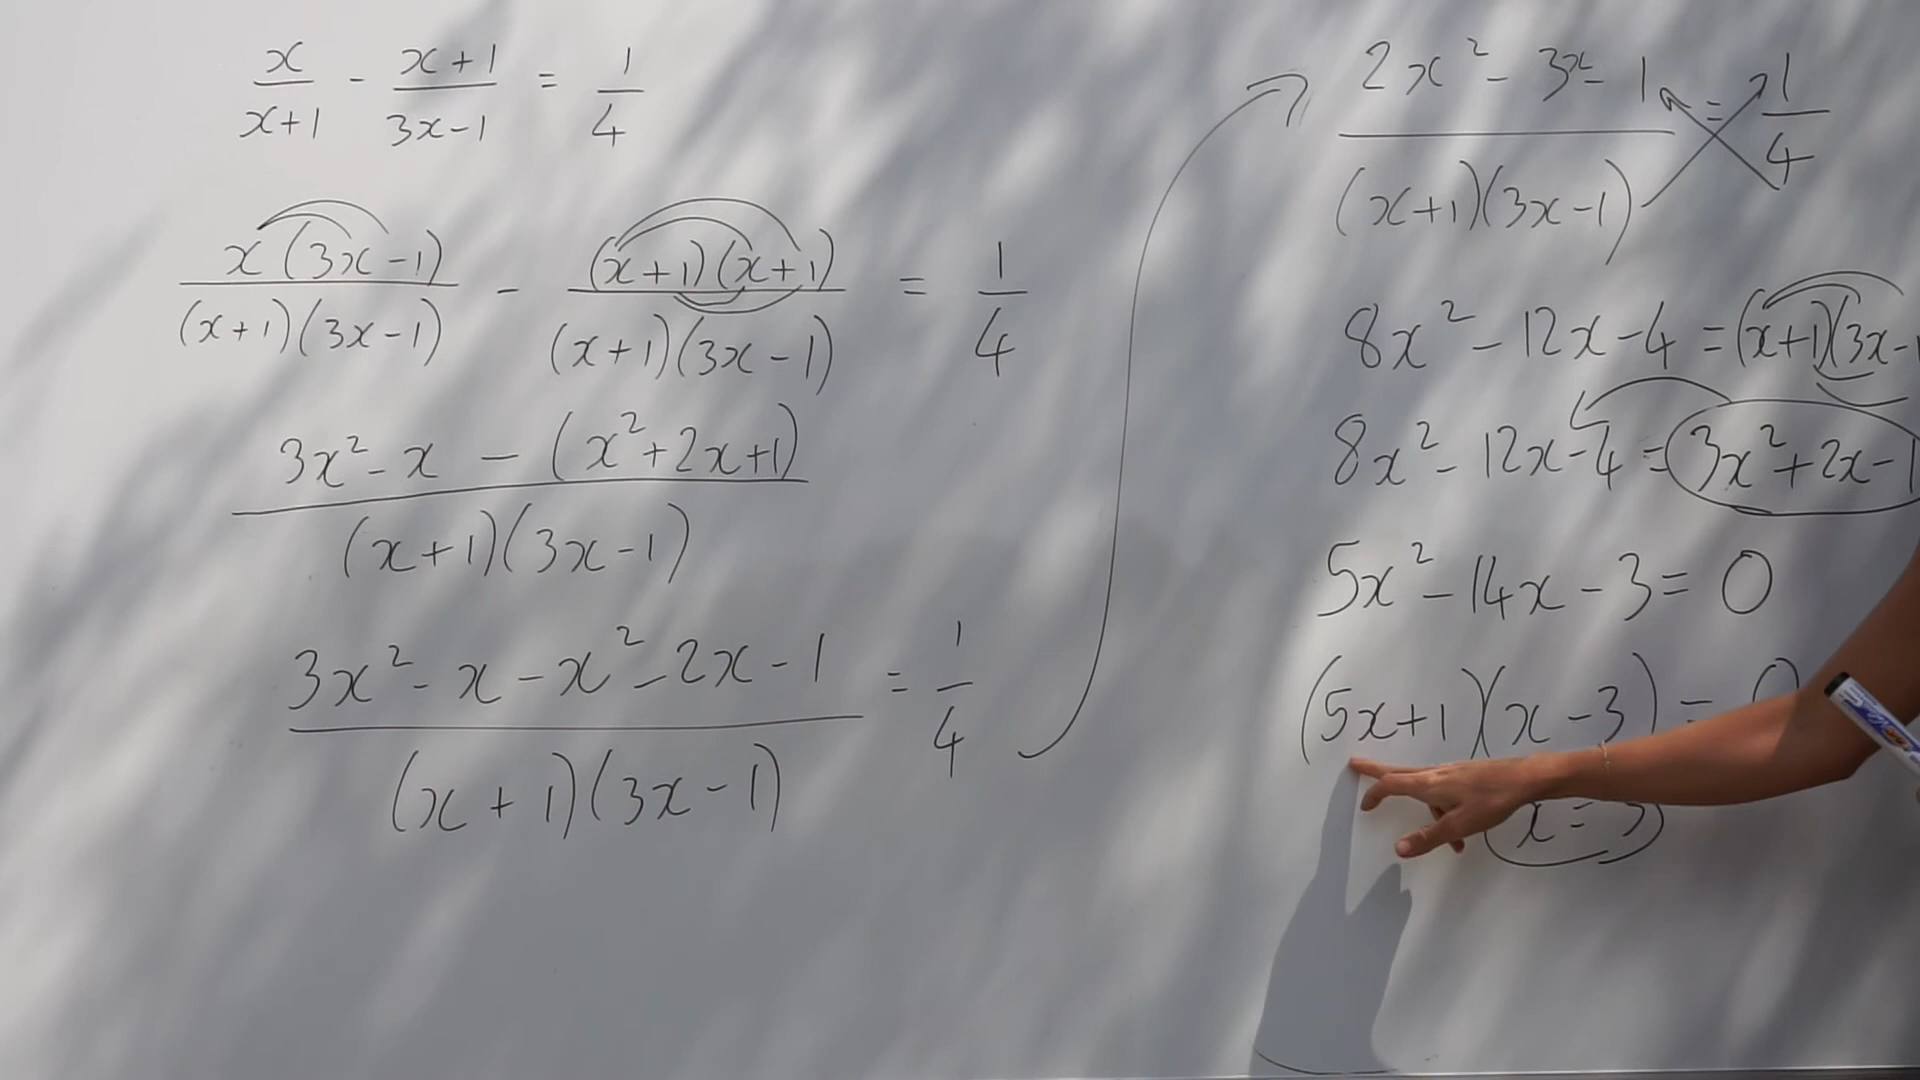 x/(x+1) - (x+1)/(3x-1) = 1/4
x(3x-1)/((x+1)(3x-1)) - (x+1)(x+1)/((x+1)(3x-1)) = 1/4
(3x²-x - (x²+2x+1))/((x+1)(3x-1))
(3x²-x-x²-2x-1)/((x+1)(3x-1)) = 1/4
(2x²-3x-1)/((x+1)(3x-1)) = 1/4
8x²-12x-4=(x+1)(3x-1
8x²-12x-4=3x²+2x-1
5x²-14x-3=0
(5x+1)(x-3)=0
x=3